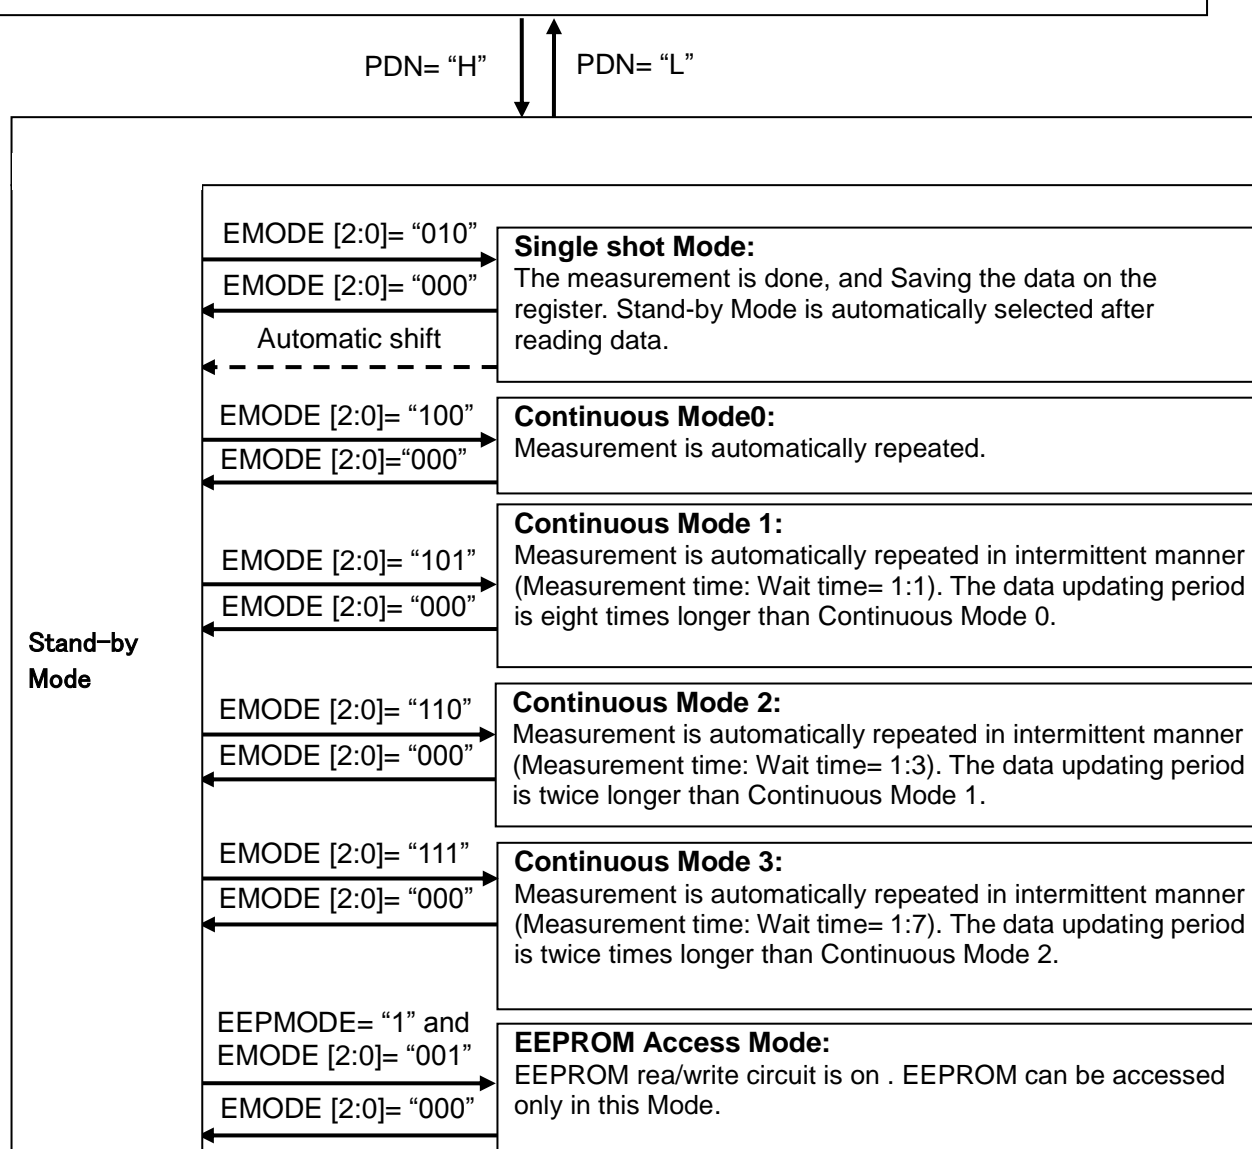 PDN= “H”
PDN= “L”
Stand-by
Mode
EMODE [2:0]= “010”
EMODE [2:0]= “000”
Automatic shift
Single shot Mode:
The measurement is done, and Saving the data on the
register. Stand-by Mode is automatically selected after
reading data.
EMODE [2:0]= “100”
EMODE [2:0]=“000”
Continuous Mode0:
Measurement is automatically repeated.
EMODE [2:0]= “101”
EMODE [2:0]= “000”
Continuous Mode 1:
Measurement is automatically repeated in intermittent manner
(Measurement time: Wait time= 1:1). The data updating period
is eight times longer than Continuous Mode 0.
EMODE [2:0]= “110”
EMODE [2:0]= “000”
Continuous Mode 2:
Measurement is automatically repeated in intermittent manner
(Measurement time: Wait time= 1:3). The data updating period
is twice longer than Continuous Mode 1.
EMODE [2:0]= “111”
EMODE [2:0]= “000”
Continuous Mode 3:
Measurement is automatically repeated in intermittent manner
(Measurement time: Wait time= 1:7). The data updating period
is twice times longer than Continuous Mode 2.
EEPMODE= “1” and
EMODE [2:0]= “001”
EMODE [2:0]= “000”
EEPROM Access Mode:
EEPROM rea/write circuit is on . EEPROM can be accessed
only in this Mode.